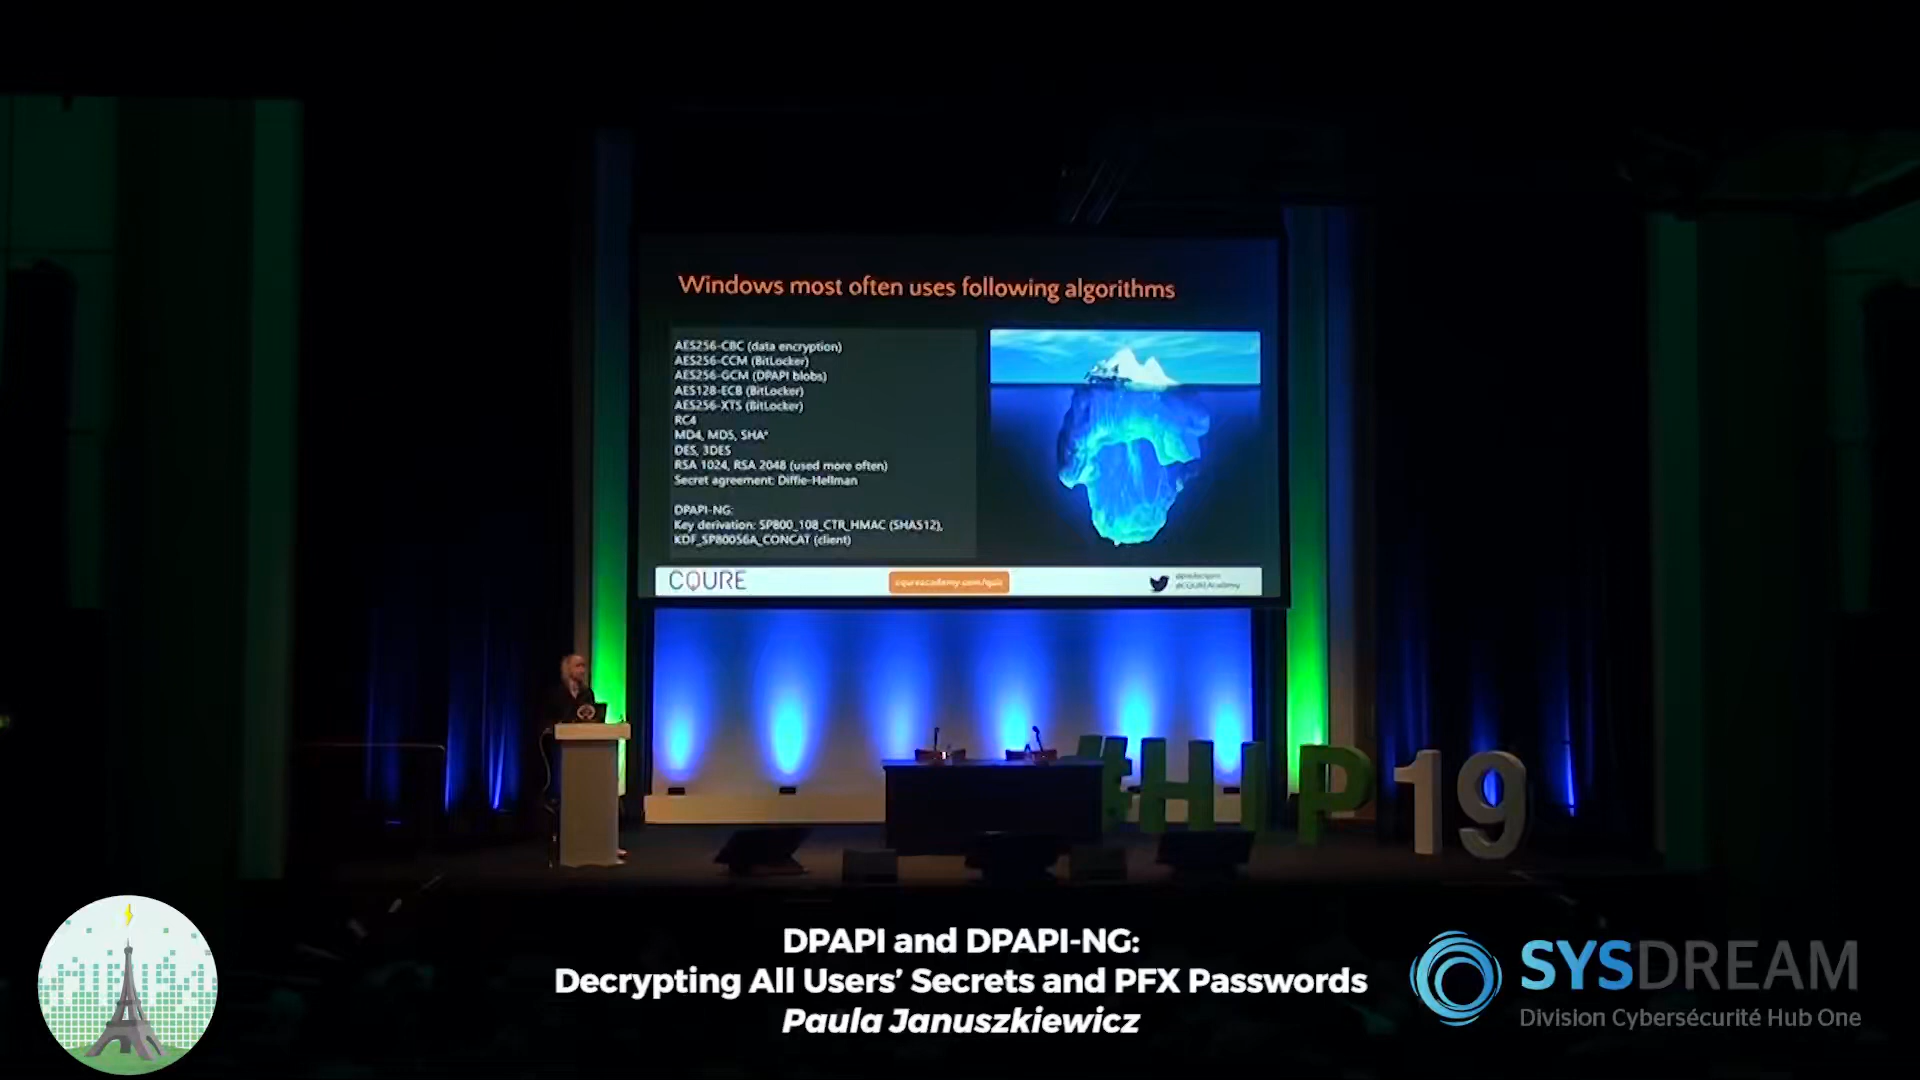 Windows most often uses following algorithms
AES256-CBC (data encryption)
AES256-CCM (BitLocker)
AES256-GCM (DPAPI blobs)
AES128-ECB (BitLocker)
AES256-XTS (BitLocker)
RC4
MD4, MD5, SHA*
DES, 3DES
RSA 1024, RSA 2048 (used more often)
Secret agreement: Diffie-Hellman
DPAPI-NG:
Key derivation: SP800_108_CTR_HMAC (SHA512),
KDF_SP80056A_CONCAT (client)
CQURE
cqureacademy.com/quiz
@CQUREAcademy
#HIP19
DPAPI and DPAPI-NG:
Decrypting All Users’ Secrets and PFX Passwords
Paula Januszkiewicz
SYSDREAM
Division Cybersécurité Hub One